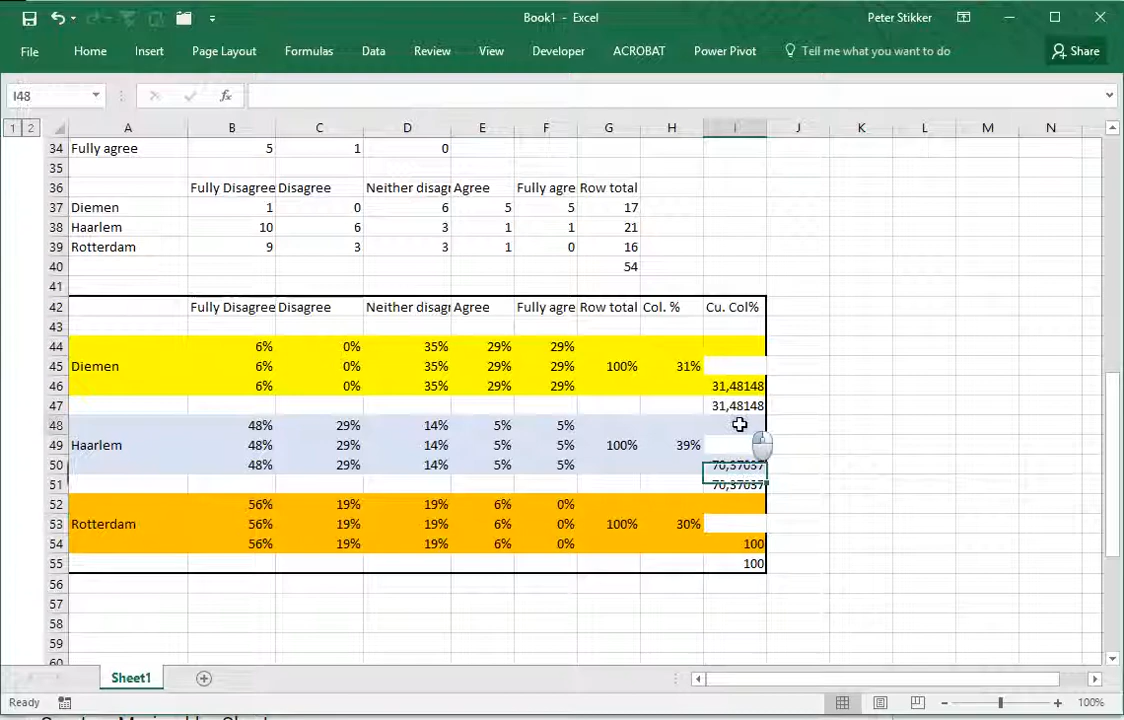 Book1 - Excel
Peter Stikker
File Home Insert Page Layout Formulas Data Review View Developer ACROBAT Power Pivot Tell me what you want to do Share
I48 fx
1 2 A B C D E F G H I J K L M N
34 Fully agree 5 1 0
35
36 Fully Disagree Disagree Neither disagr Agree Fully agre Row total
37 Diemen 1 0 6 5 5 17
38 Haarlem 10 6 3 1 1 21
39 Rotterdam 9 3 3 1 0 16
40 54
41
42 Fully Disagree Disagree Neither disagr Agree Fully agre Row total Col. % Cu. Col%
43
44 6% 0% 35% 29% 29%
45 Diemen 6% 0% 35% 29% 29% 100% 31%
46 6% 0% 35% 29% 29% 31,48148
47 31,48148
48 48% 29% 14% 5% 5%
49 Haarlem 48% 29% 14% 5% 5% 100% 39%
50 48% 29% 14% 5% 5% 70,37037
51 70,37037
52 56% 19% 19% 6% 0%
53 Rotterdam 56% 19% 19% 6% 0% 100% 30%
54 56% 19% 19% 6% 0% 100
55 100
56
57
58
59
60
Sheet1
Ready 100%